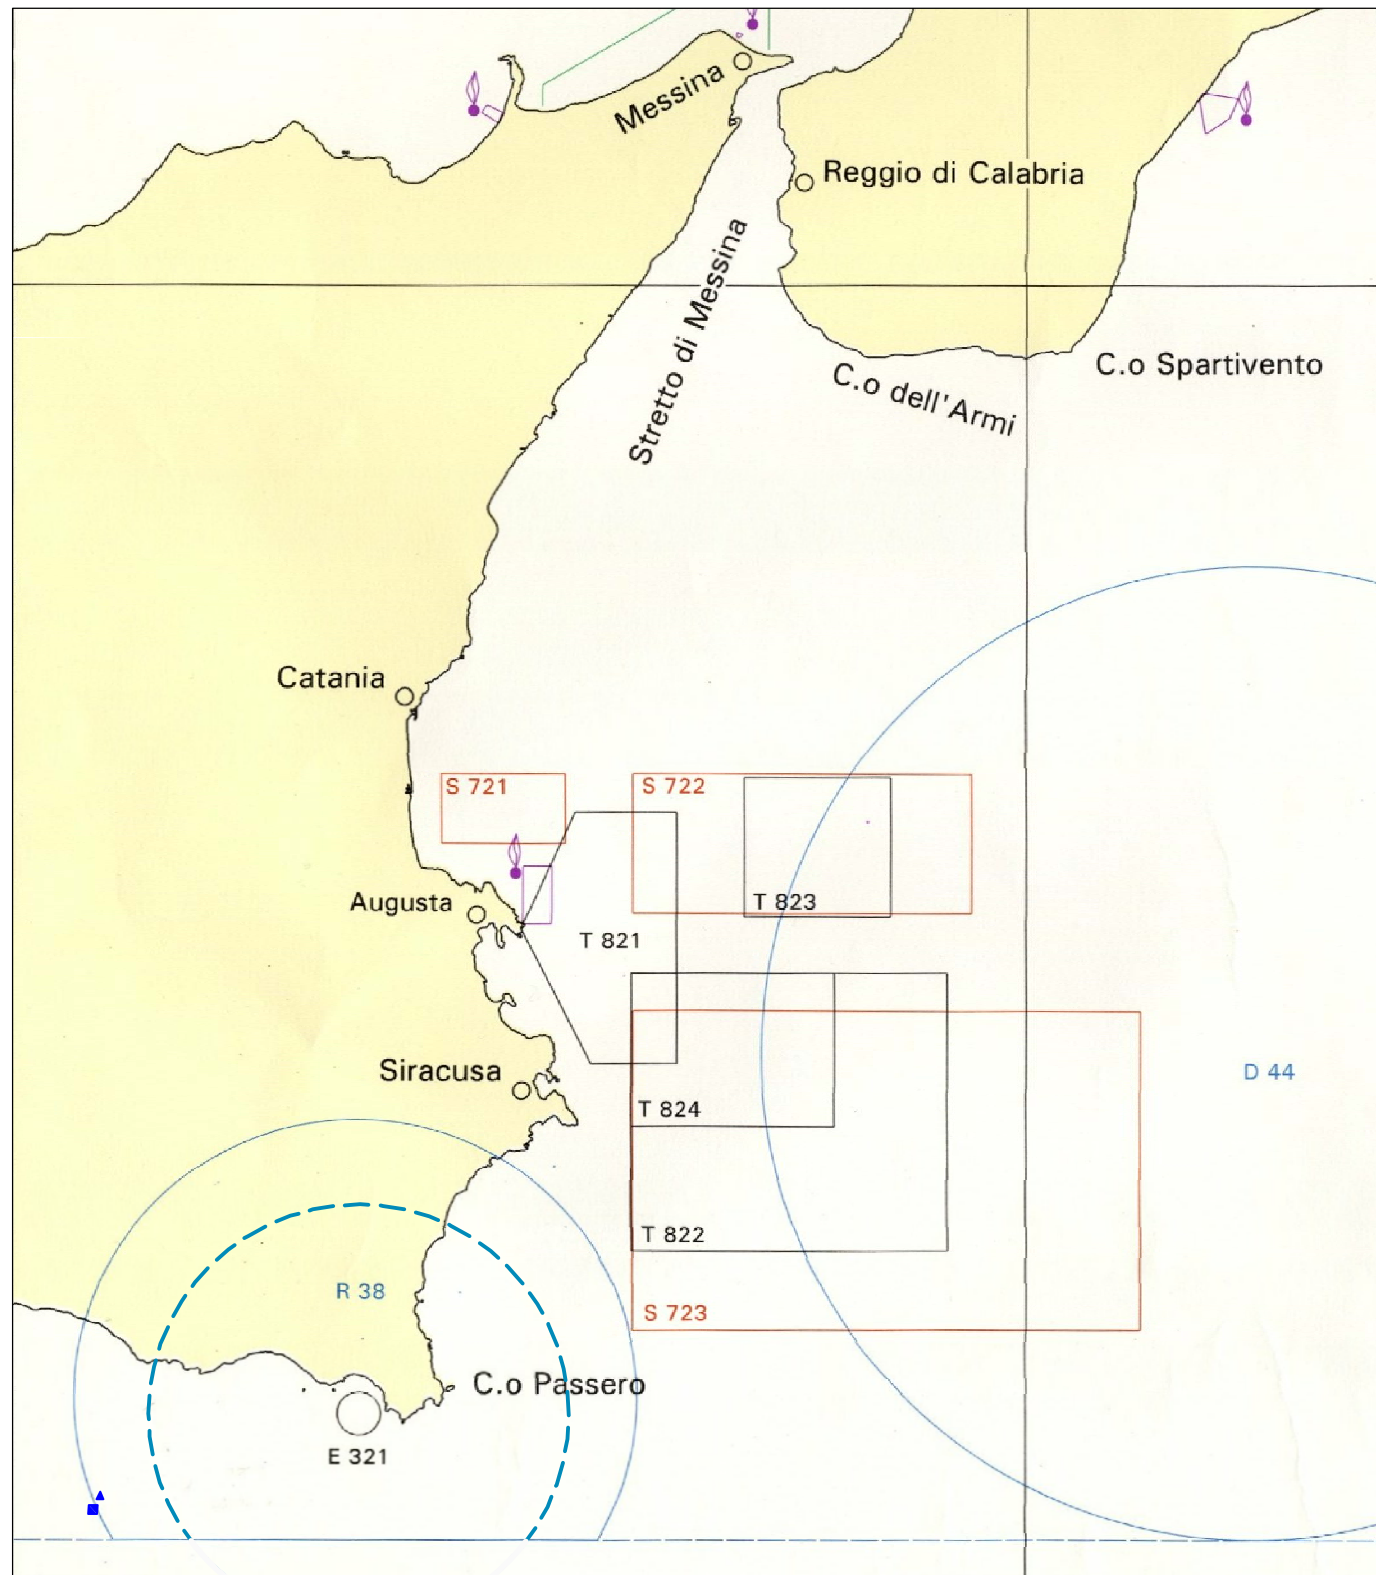 Messina
Reggio di Calabria
Stretto di Messina
C.o Spartivento
C.o dell'Armi
Catania
S 721
S 722
T 823
Augusta
T 821
Siracusa
D 44
T 824
T 822
R 38
S 723
C.o Passero
E 321